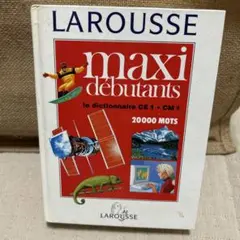 LAROUSSE
maxi
débutants
le dictionnaire CE 1 • CM 1
20000 MOTS
LAROUSSE